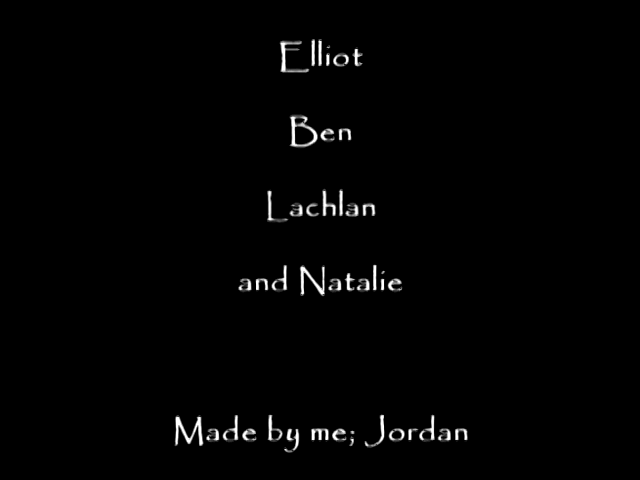 Elliot
Ben
Lachlan
and Natalie
Made by me; Jordan